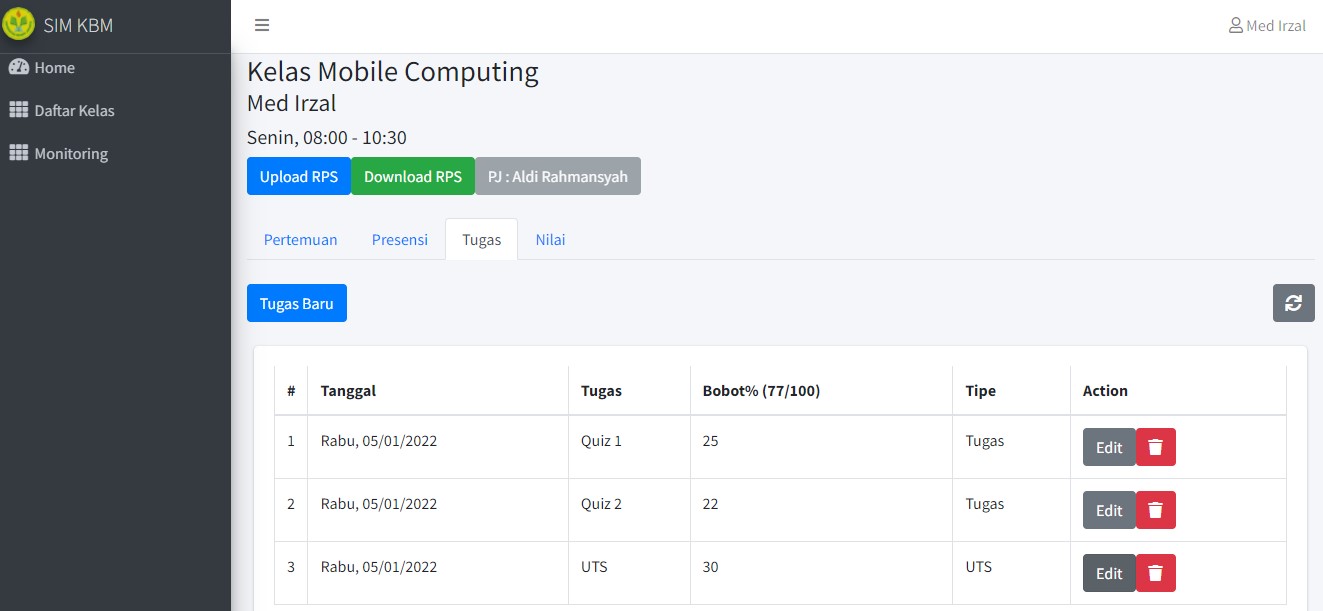 SIM KBM
Med Irzal
Home
Daftar Kelas
Monitoring
Kelas Mobile Computing
Med Irzal
Senin, 08:00 - 10:30
Upload RPS Download RPS PJ : Aldi Rahmansyah
Pertemuan Presensi Tugas Nilai
Tugas Baru
# Tanggal Tugas Bobot% (77/100) Tipe Action
1 Rabu, 05/01/2022 Quiz 1 25 Tugas Edit
2 Rabu, 05/01/2022 Quiz 2 22 Tugas Edit
3 Rabu, 05/01/2022 UTS 30 UTS Edit